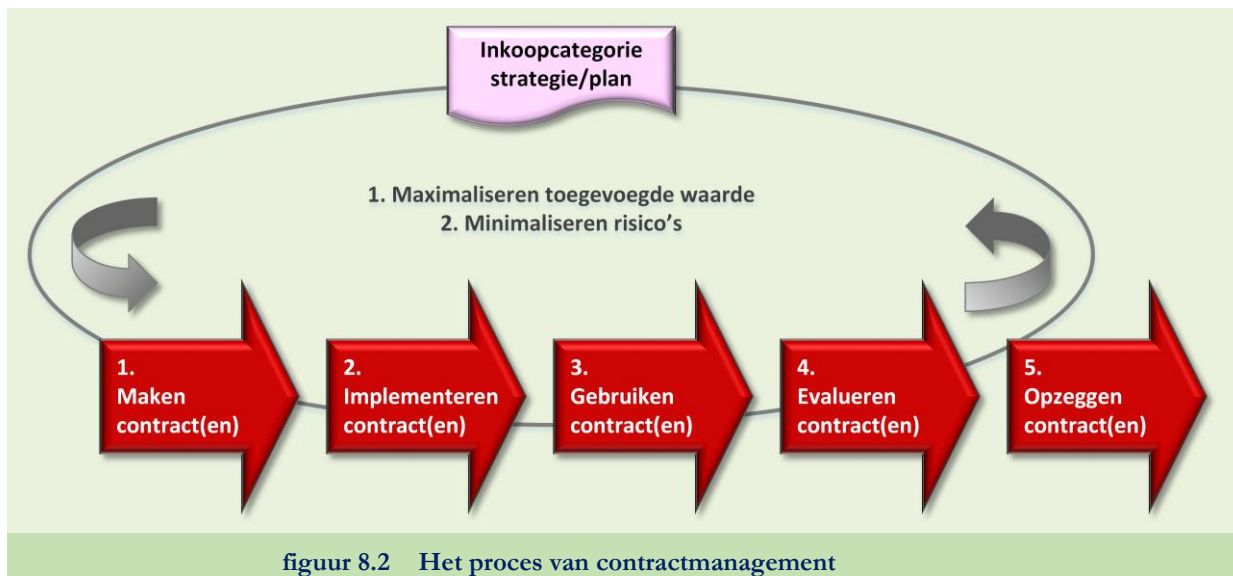 Inkoopcategorie
strategie/plan
1. Maximaliseren toegevoegde waarde
2. Minimaliseren risico's
1.
Maken
contract(en)
2.
Implementeren
contract(en)
3.
Gebruiken
contract(en)
4.
Evalueren
contract(en)
5.
Opzeggen
contract(en)
figuur 8.2 Het proces van contractmanagement